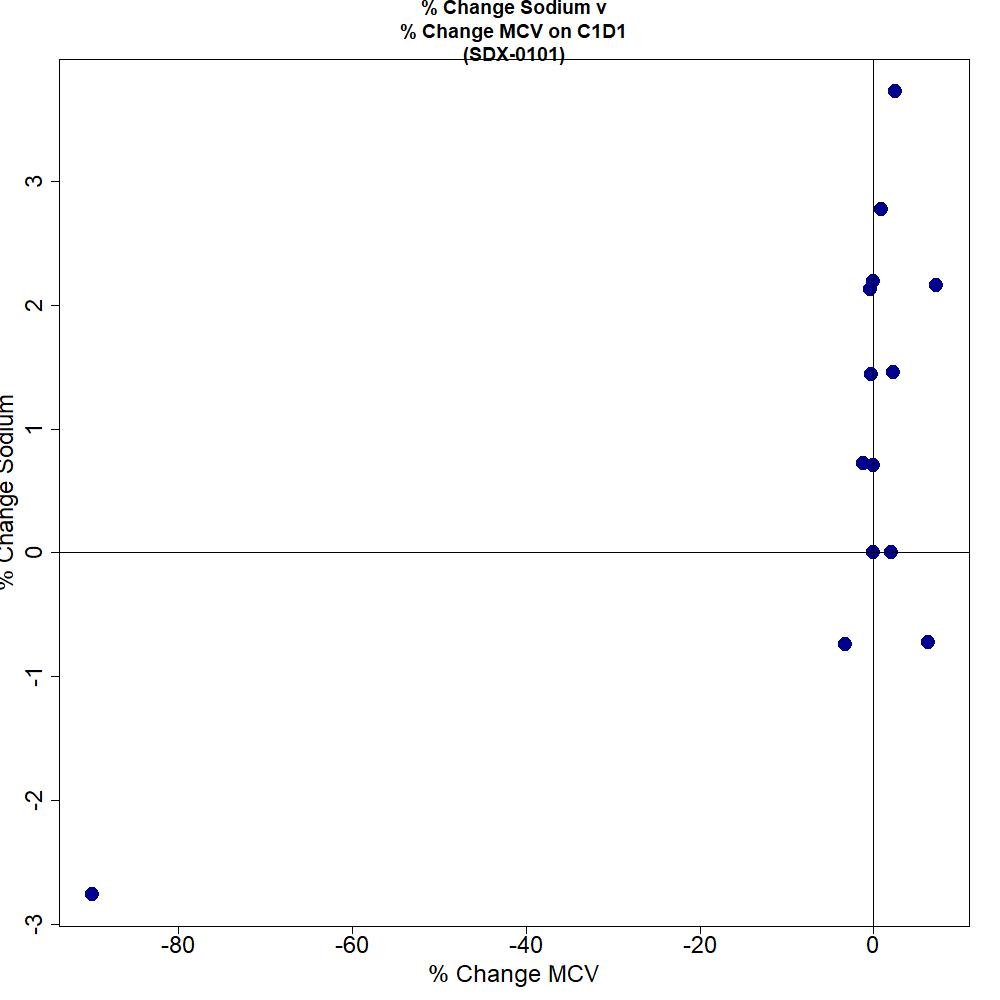 % Change Sodium v
% Change MCV on C1D1
(SDX-0101)
% Change Sodium
3
2
1
0
-1
-2
-3
-80 -60 -40 -20 0
% Change MCV